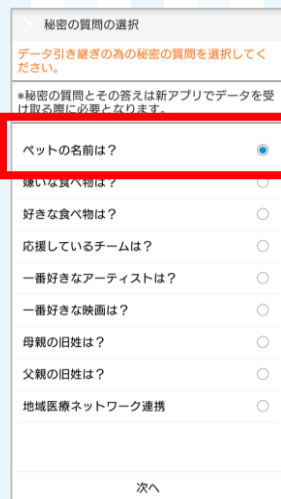 秘密の質問の選択
データ引き継ぎの為の秘密の質問を選択してく
ださい。
*秘密の質問とその答えは新アプリでデータを受
け取る際に必要となります。
ペットの名前は？
嫌いな食べ物は？
好きな食べ物は？
応援しているチームは？
一番好きなアーティストは？
一番好きな映画は？
母親の旧姓は？
父親の旧姓は？
地域医療ネットワーク連携
次へ